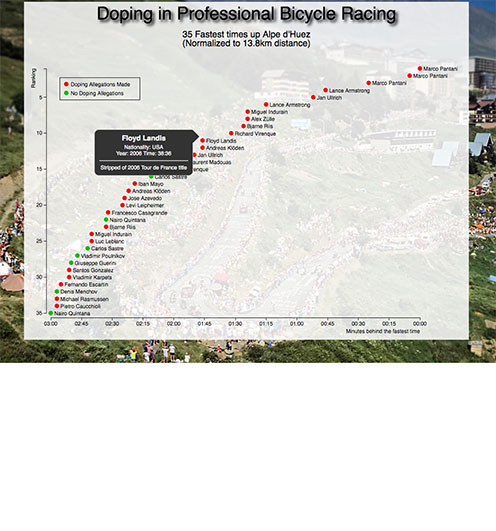 Doping in Professional Bicycle Racing
35 Fastest times up Alpe d'Huez
(Normalized to 13.8km distance)
Ranking
Doping Allegations Made
No Doping Allegations
Marco Pantani
Marco Pantani
Marco Pantani
Lance Armstrong
5
Jan Ullrich
Lance Armstrong
Miguel Indurain
Alex Zülle
Bjarne Riis
10
Richard Virenque
Floyd Landis
Nationality: USA
Year: 2006 Time: 38:36
Stripped of 2006 Tour de France title
Floyd Landis
Andreas Klöden
Jan Ullrich
aurent Madouas
15
enque
Carlos Sastre
Iban Mayo
Andreas Klöden
Jose Azevedo
20
Levi Leipheimer
Francesco Casagrande
Nairo Quintana
Bjarne Riis
Miguel Indurain
25
Luc Leblanc
Carlos Sastre
Vladimir Poulnikov
Giuseppe Guerini
Santos Gonzalez
30
Vladimir Karpets
Fernando Escartin
Denis Menchov
Michael Rasmussen
Pietro Caucchioli
35
Nairo Quintana
03:00 02:45 02:30 02:15 02:00 01:45 01:30 01:15 01:00 00:45 00:30 00:15 00:00
Minutes behind the fastest time